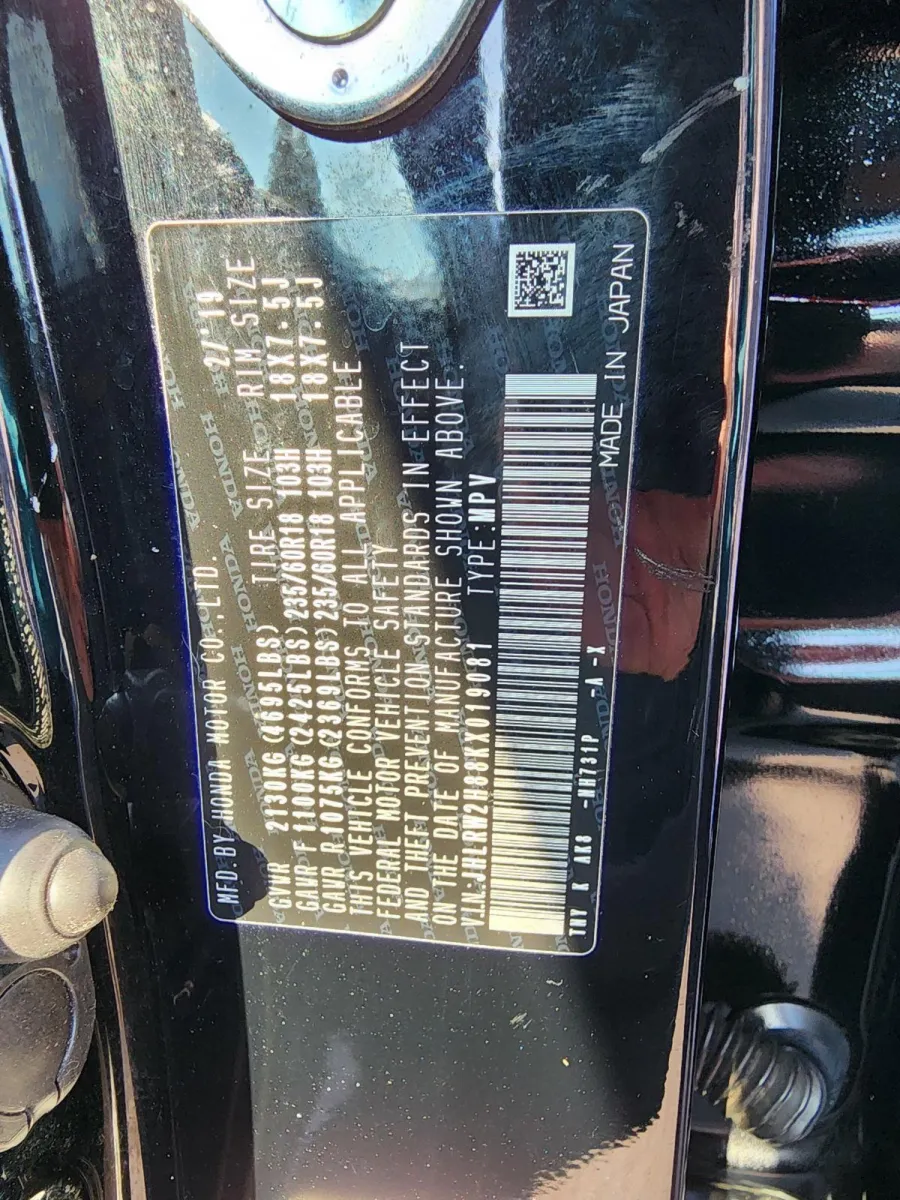 MFD.BY HONDA MOTOR CO.,LTD. 2/'19
TIRE SIZE RIM SIZE
GVWR 2130KG(4695LBS)
GAWR F 1100KG(2425LBS)235/60R18 103H 18X7.5J
GAWR R 1075KG(2369LBS)235/60R18 103H 18X7.5J
THIS VEHICLE CONFORMS TO ALL APPLICABLE
FEDERAL MOTOR VEHICLE SAFETY
AND THEFT PREVENTION STANDARDS IN EFFECT
ON THE DATE OF MANUFACTURE SHOWN ABOVE.
VIN:JHLRW2H88KX019081 TYPE:MPV
TNY K AK8 -NH731P -A -X MADE IN JAPAN